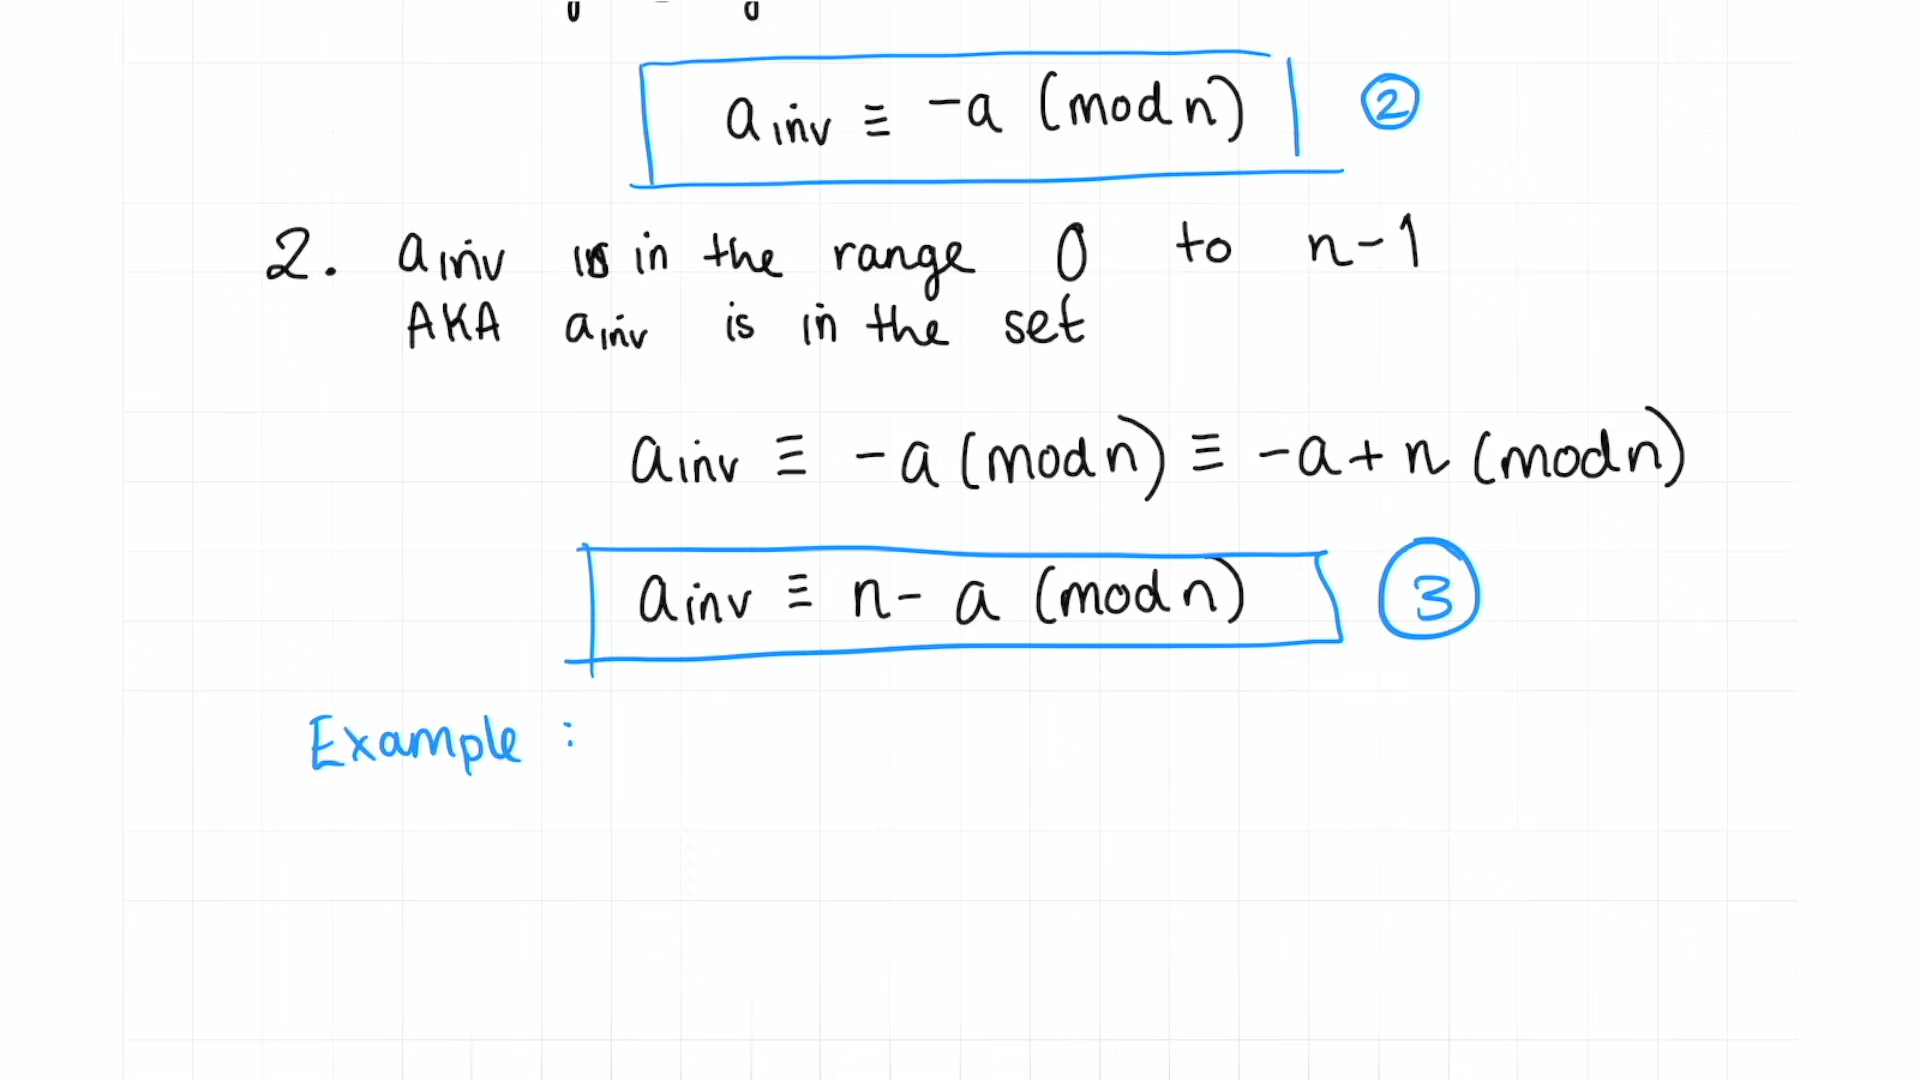 a inv ≡ -a (mod n) ②
2. a inv is in the range 0 to n-1
AKA a inv is in the set
a inv ≡ -a (mod n) ≡ -a + n (mod n)
a inv ≡ n - a (mod n) ③
Example :